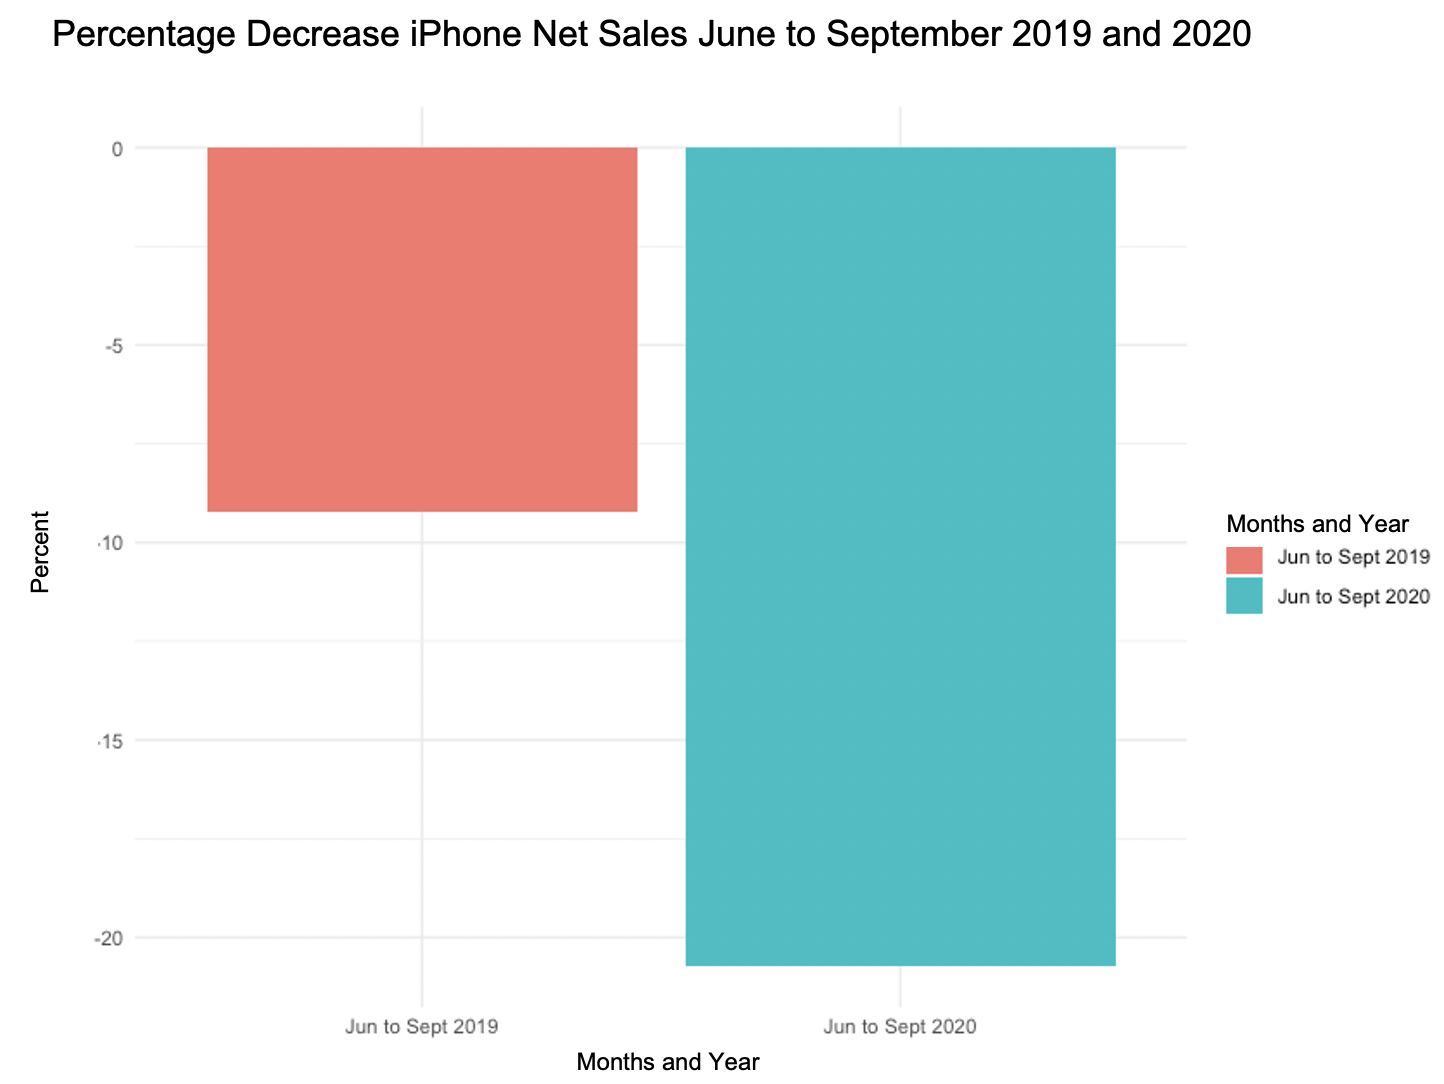 Percentage Decrease iPhone Net Sales June to September 2019 and 2020
0
-5
-10
-15
-20
Percent
Jun to Sept 2019
Jun to Sept 2020
Months and Year
Months and Year
Jun to Sept 2019
Jun to Sept 2020